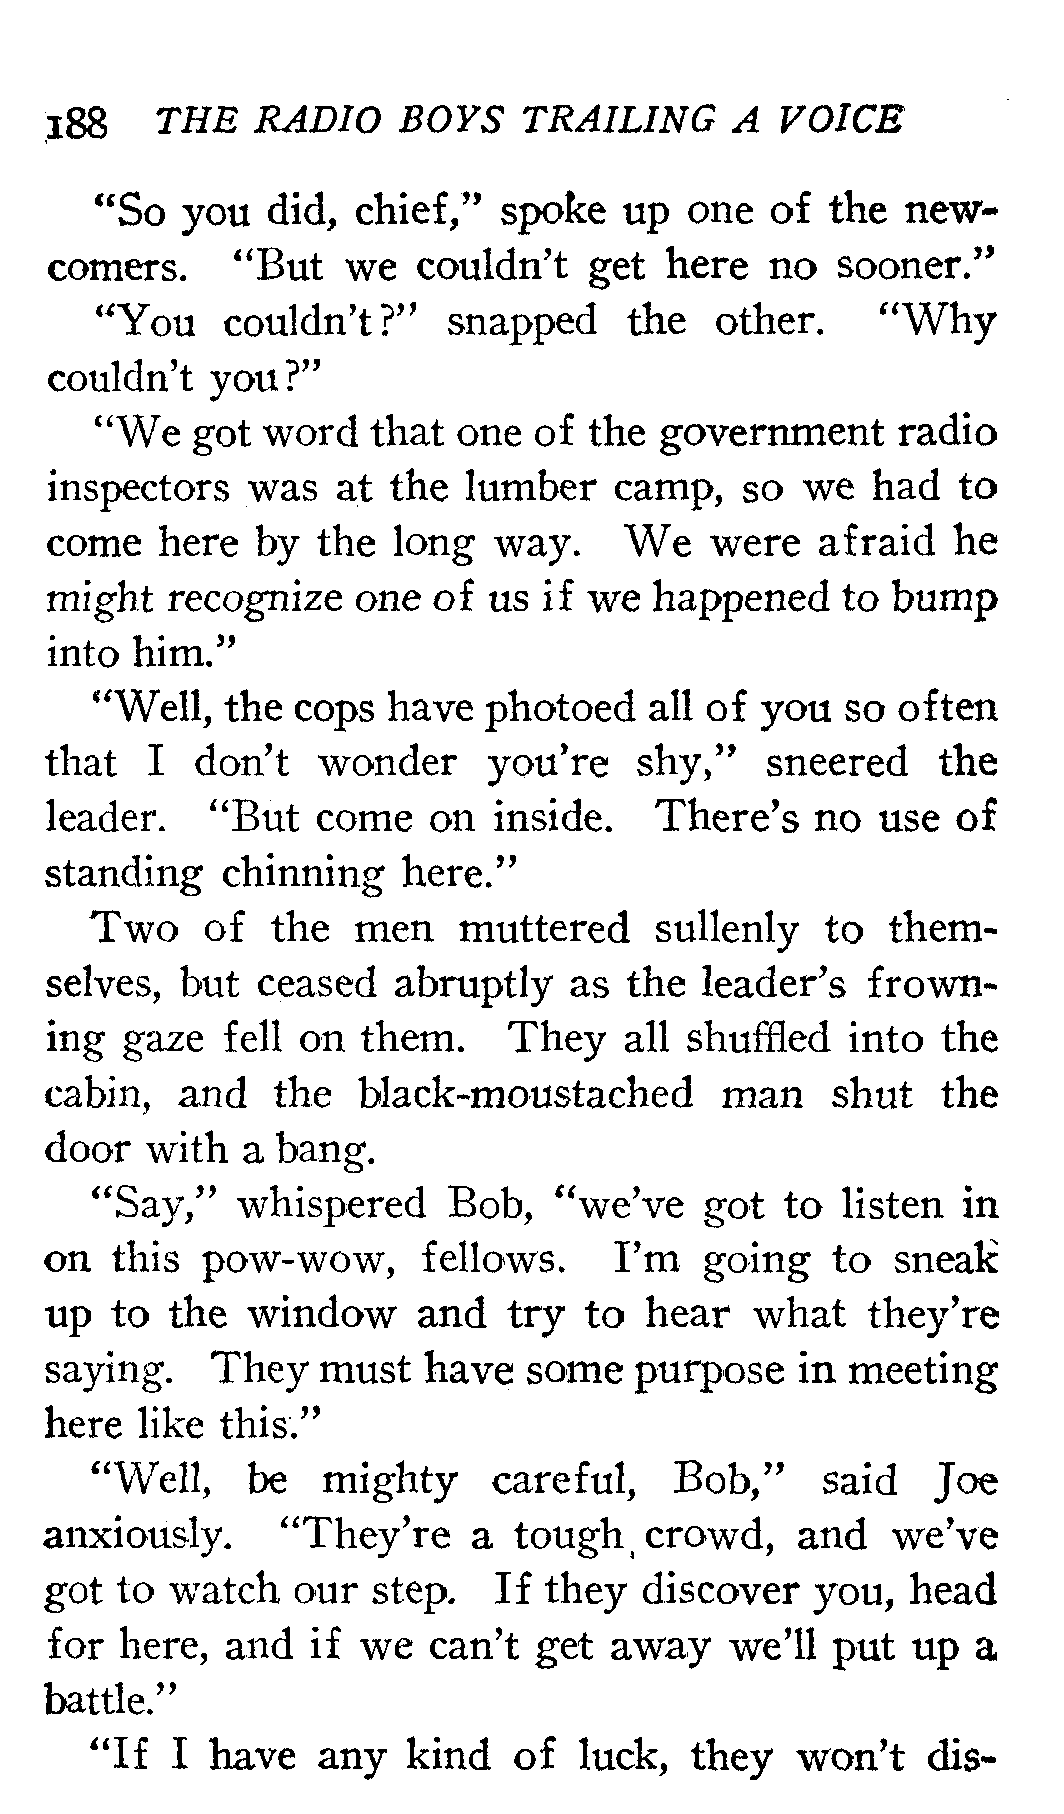 188 THE RADIO BOYS TRAILING A VOICE
“So you did, chief,” spoke up one of the new-
comers. “But we couldn’t get here no sooner.”
“You couldn’t?” snapped the other. “Why
couldn’t you?”
“We got word that one of the government radio
inspectors was at the lumber camp, so we had to
come here by the long way. We were afraid he
might recognize one of us if we happened to bump
into him.”
“Well, the cops have photoed all of you so often
that I don’t wonder you’re shy,” sneered the
leader. “But come on inside. There’s no use of
standing chinning here.”
Two of the men muttered sullenly to them-
selves, but ceased abruptly as the leader’s frown-
ing gaze fell on them. They all shuffled into the
cabin, and the black-moustached man shut the
door with a bang.
“Say,” whispered Bob, “we’ve got to listen in
on this pow-wow, fellows. I’m going to sneak
up to the window and try to hear what they’re
saying. They must have some purpose in meeting
here like this.”
“Well, be mighty careful, Bob,” said Joe
anxiously. “They’re a tough crowd, and we’ve
got to watch our step. If they discover you, head
for here, and if we can’t get away we’ll put up a
battle.”
“If I have any kind of luck, they won’t dis-